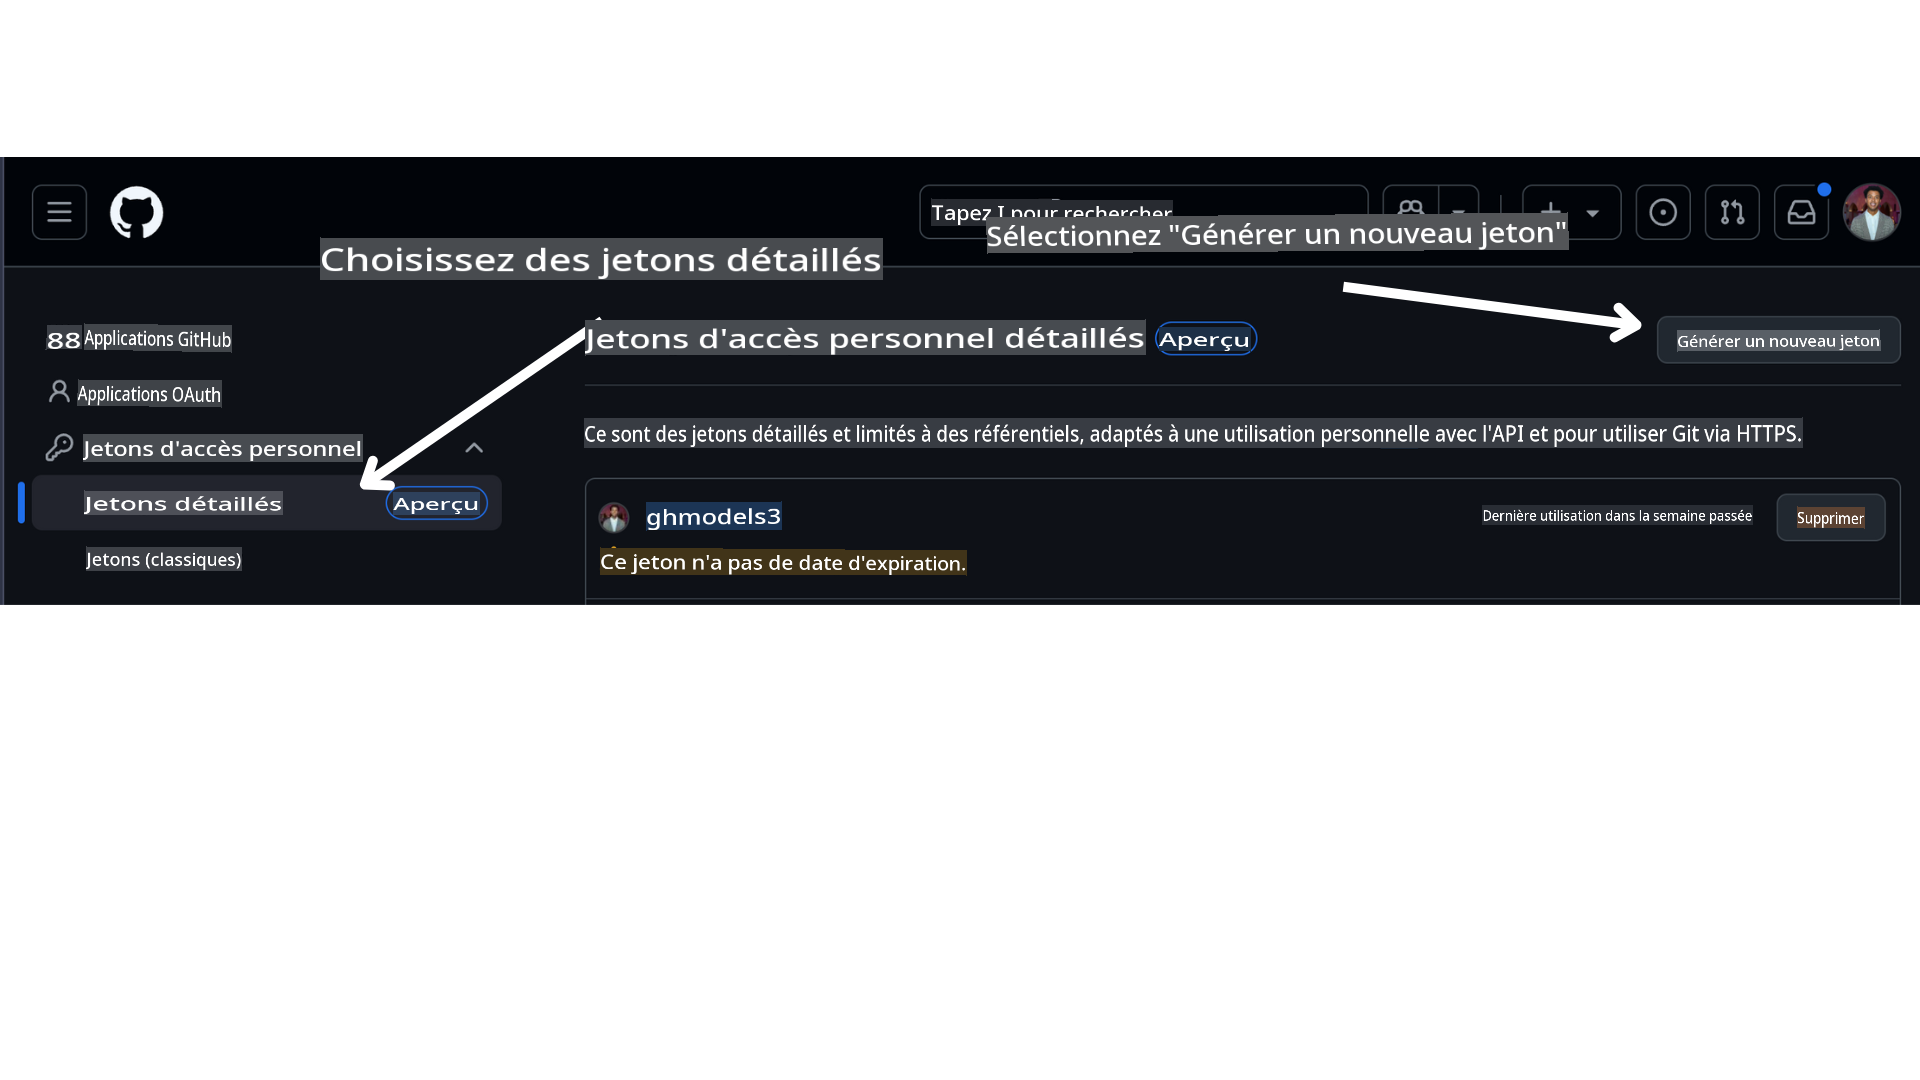 Tapez I pour rechercher
Sélectionnez "Générer un nouveau jeton"
Choisissez des jetons détaillés
88 Applications GitHub
Applications OAuth
Jetons d'accès personnel
Jetons détaillés Aperçu
Jetons (classiques)
Jetons d'accès personnel détaillés Aperçu
Générer un nouveau jeton
Ce sont des jetons détaillés et limités à des référentiels, adaptés à une utilisation personnelle avec l'API et pour utiliser Git via HTTPS.
ghmodels3
Dernière utilisation dans la semaine passée
Supprimer
Ce jeton n'a pas de date d'expiration.